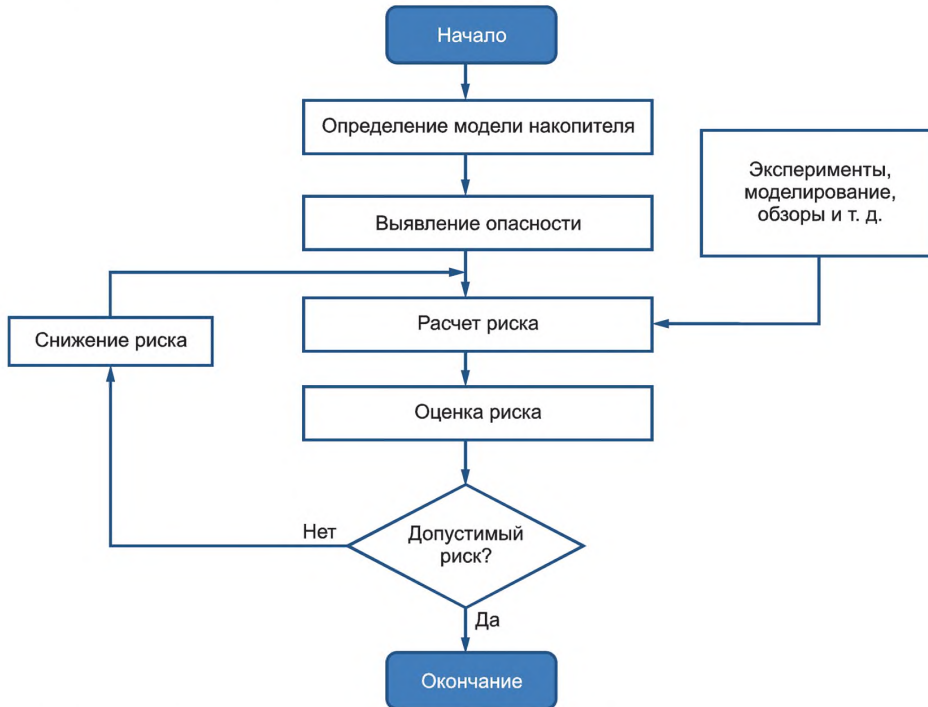 Начало
Определение модели накопителя
Эксперименты,
моделирование,
обзоры и т. д.
Выявление опасности
Расчет риска
Снижение риска
Оценка риска
Допустимый
риск?
Нет
Да
Окончание